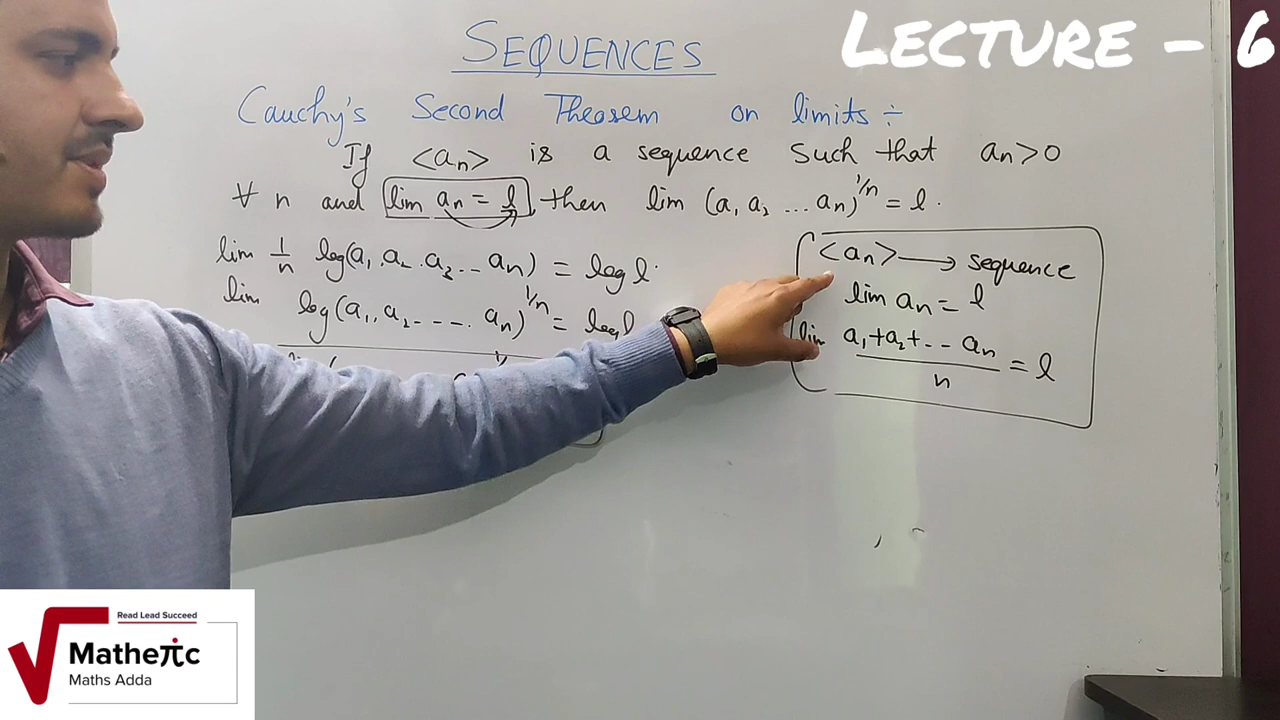 LECTURE - 6
SEQUENCES
Cauchy's Second Theorem on limits ÷
If <aₙ> is a sequence such that aₙ>0
∀ n and lim aₙ = l, then lim (a₁ a₂ ... aₙ)^1/n = l.
lim 1/n log(a₁.a₂.a₃...aₙ) = log l.
lim log(a₁.a₂----. aₙ)^1/n = log l
<aₙ> → sequence
lim aₙ = l
lim a₁+a₂+--aₙ / n = l
Read Lead Succeed
Matheπc
Maths Adda